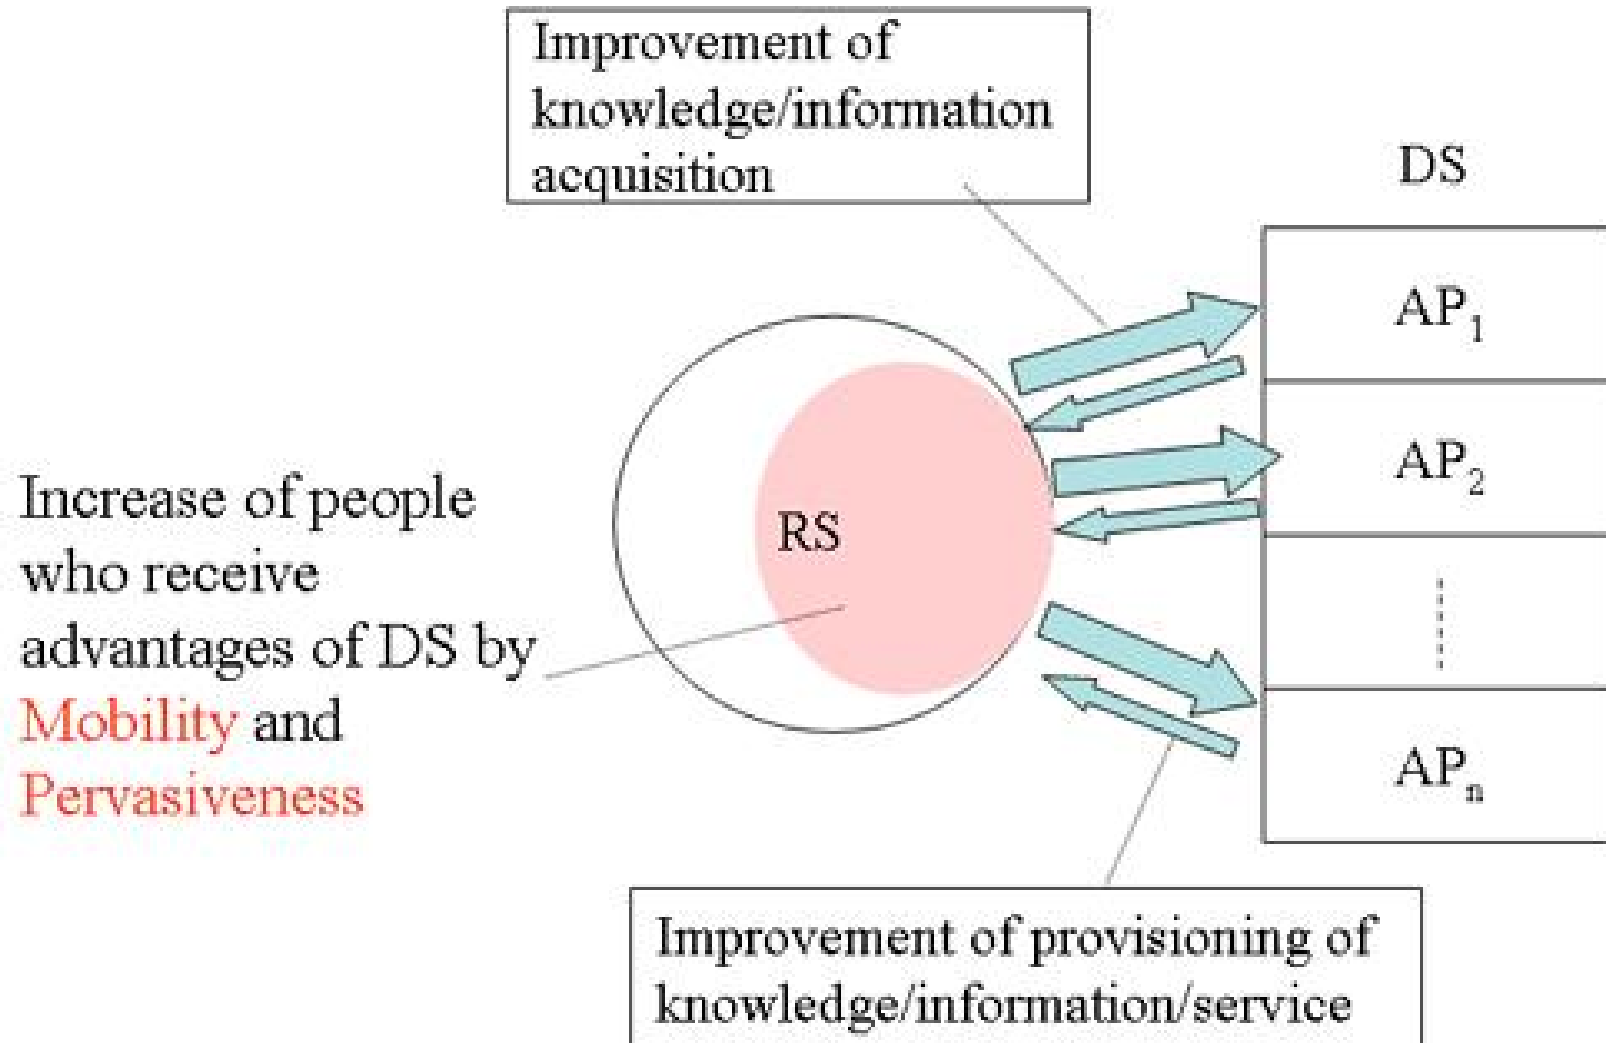 Improvement of
knowledge/information
acquisition
DS
AP₁
AP₂
APₙ
RS
Increase of people
who receive
advantages of DS by
Mobility and
Pervasiveness
Improvement of provisioning of
knowledge/information/service